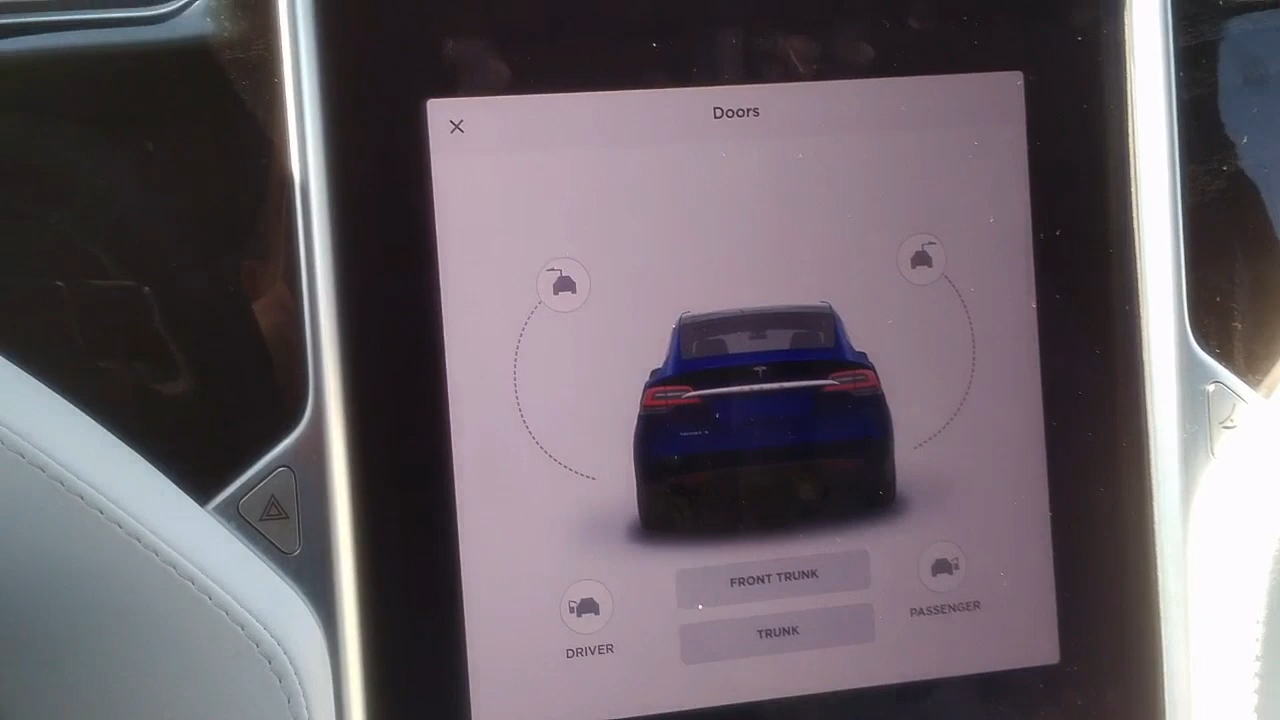 Doors
FRONT TRUNK
TRUNK
DRIVER
PASSENGER